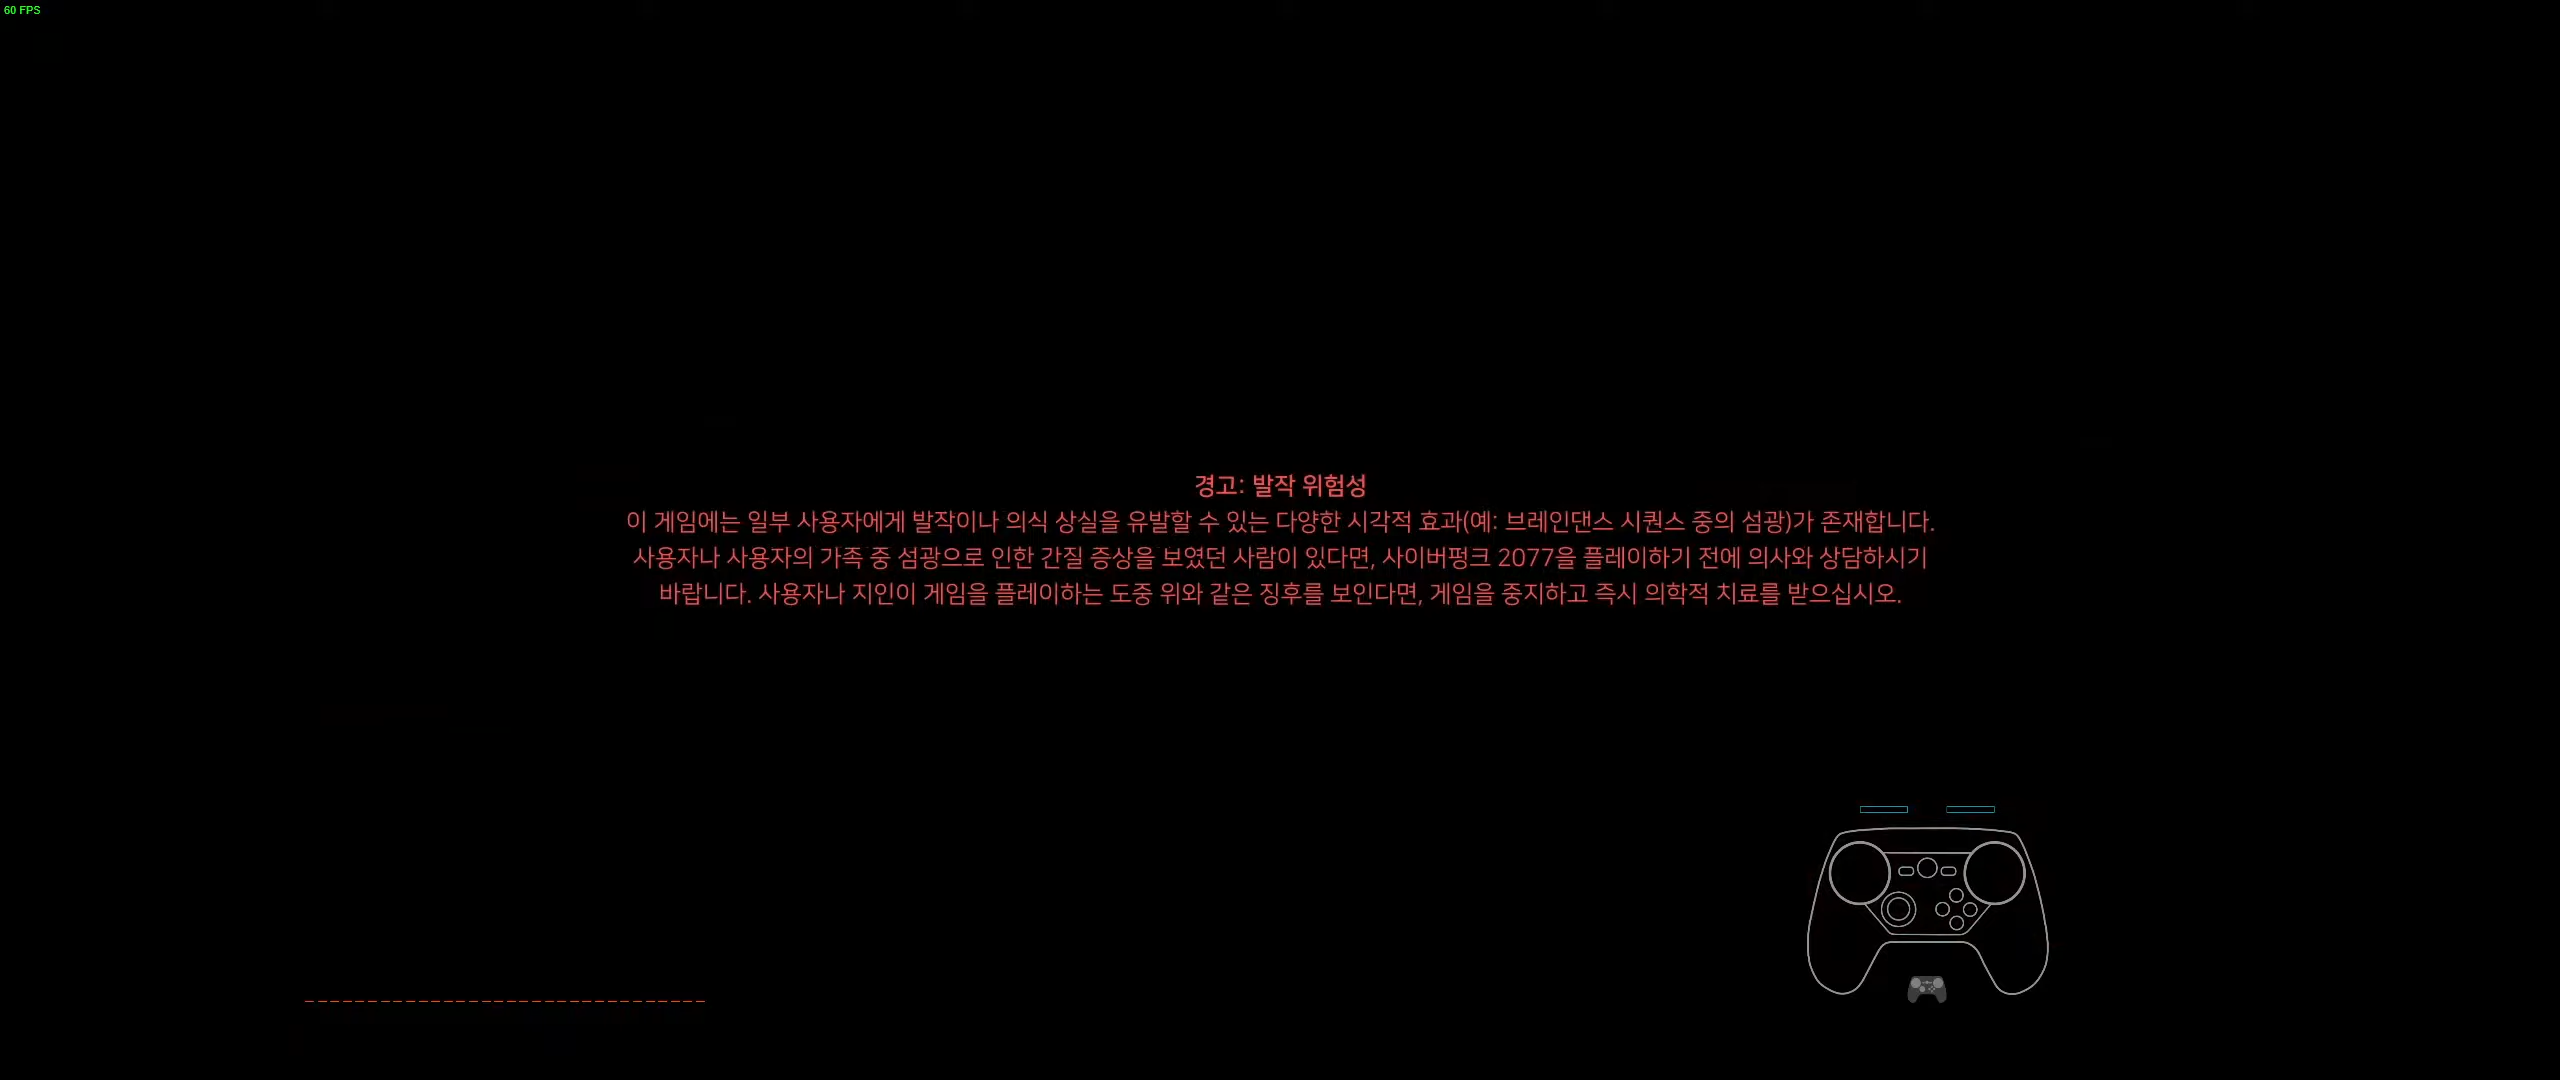 60 FPS
경고: 발작 위험성
이 게임에는 일부 사용자에게 발작이나 의식 상실을 유발할 수 있는 다양한 시각적 효과(예: 브레인댄스 시퀀스 중의 섬광)가 존재합니다.
사용자나 사용자의 가족 중 섬광으로 인한 간질 증상을 보였던 사람이 있다면, 사이버펑크 2077을 플레이하기 전에 의사와 상담하시기
바랍니다. 사용자나 지인이 게임을 플레이하는 도중 위와 같은 징후를 보인다면, 게임을 중지하고 즉시 의학적 치료를 받으십시오.